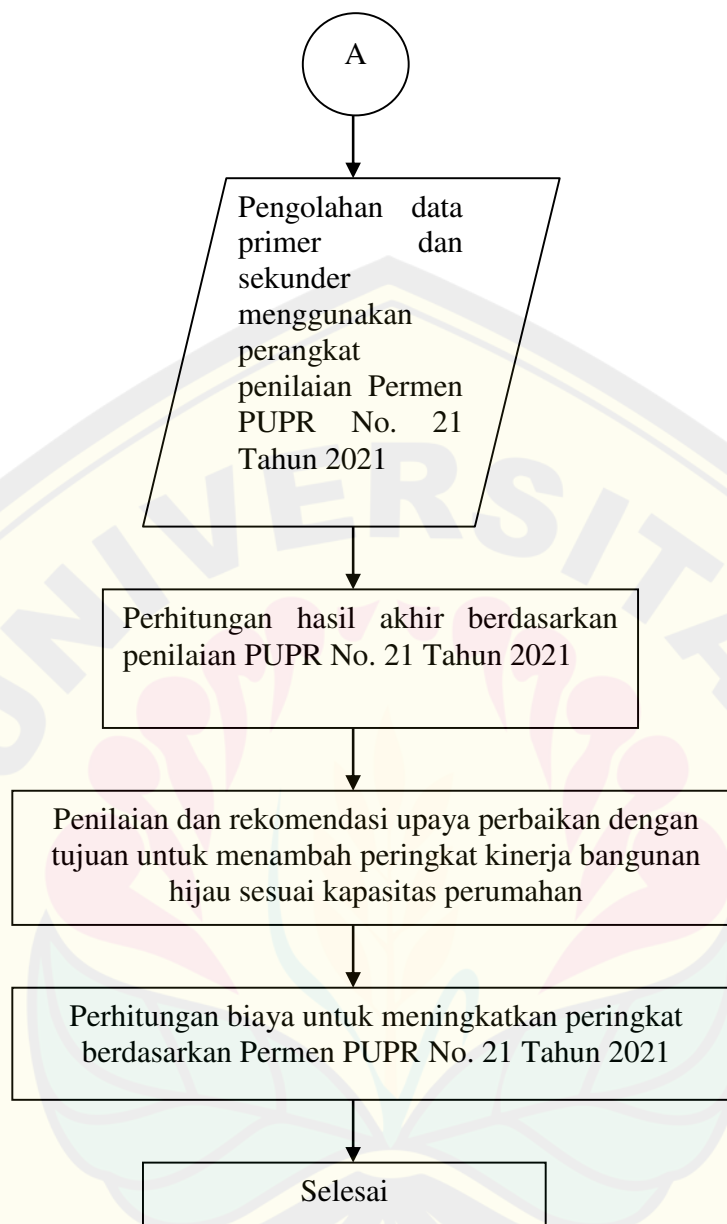 A
Pengolahan data
primer dan
sekunder
menggunakan
perangkat
penilaian Permen
PUPR No. 21
Tahun 2021
Perhitungan hasil akhir berdasarkan
penilaian PUPR No. 21 Tahun 2021
Penilaian dan rekomendasi upaya perbaikan dengan
tujuan untuk menambah peringkat kinerja bangunan
hijau sesuai kapasitas perumahan
Perhitungan biaya untuk meningkatkan peringkat
berdasarkan Permen PUPR No. 21 Tahun 2021
Selesai
UNIVERSITA